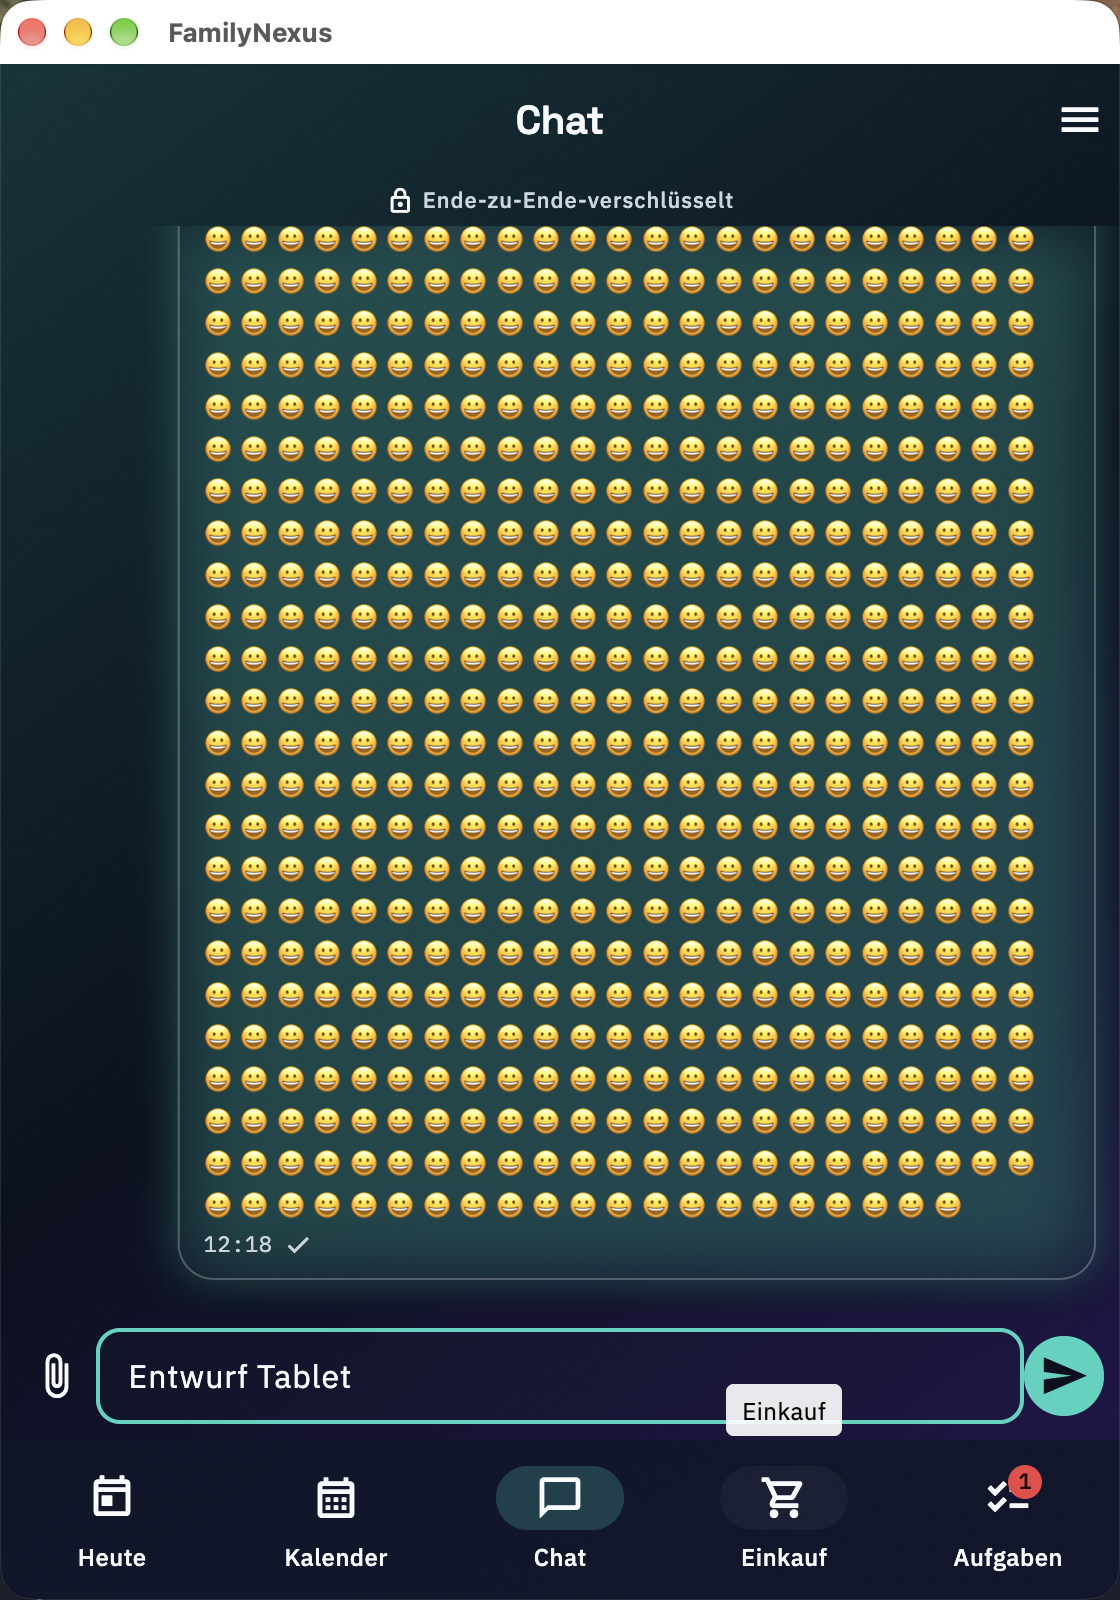 FamilyNexus
Chat
Ende-zu-Ende-verschlüsselt
12:18
Entwurf Tablet
Einkauf
1
Heute
Kalender
Chat
Einkauf
Aufgaben